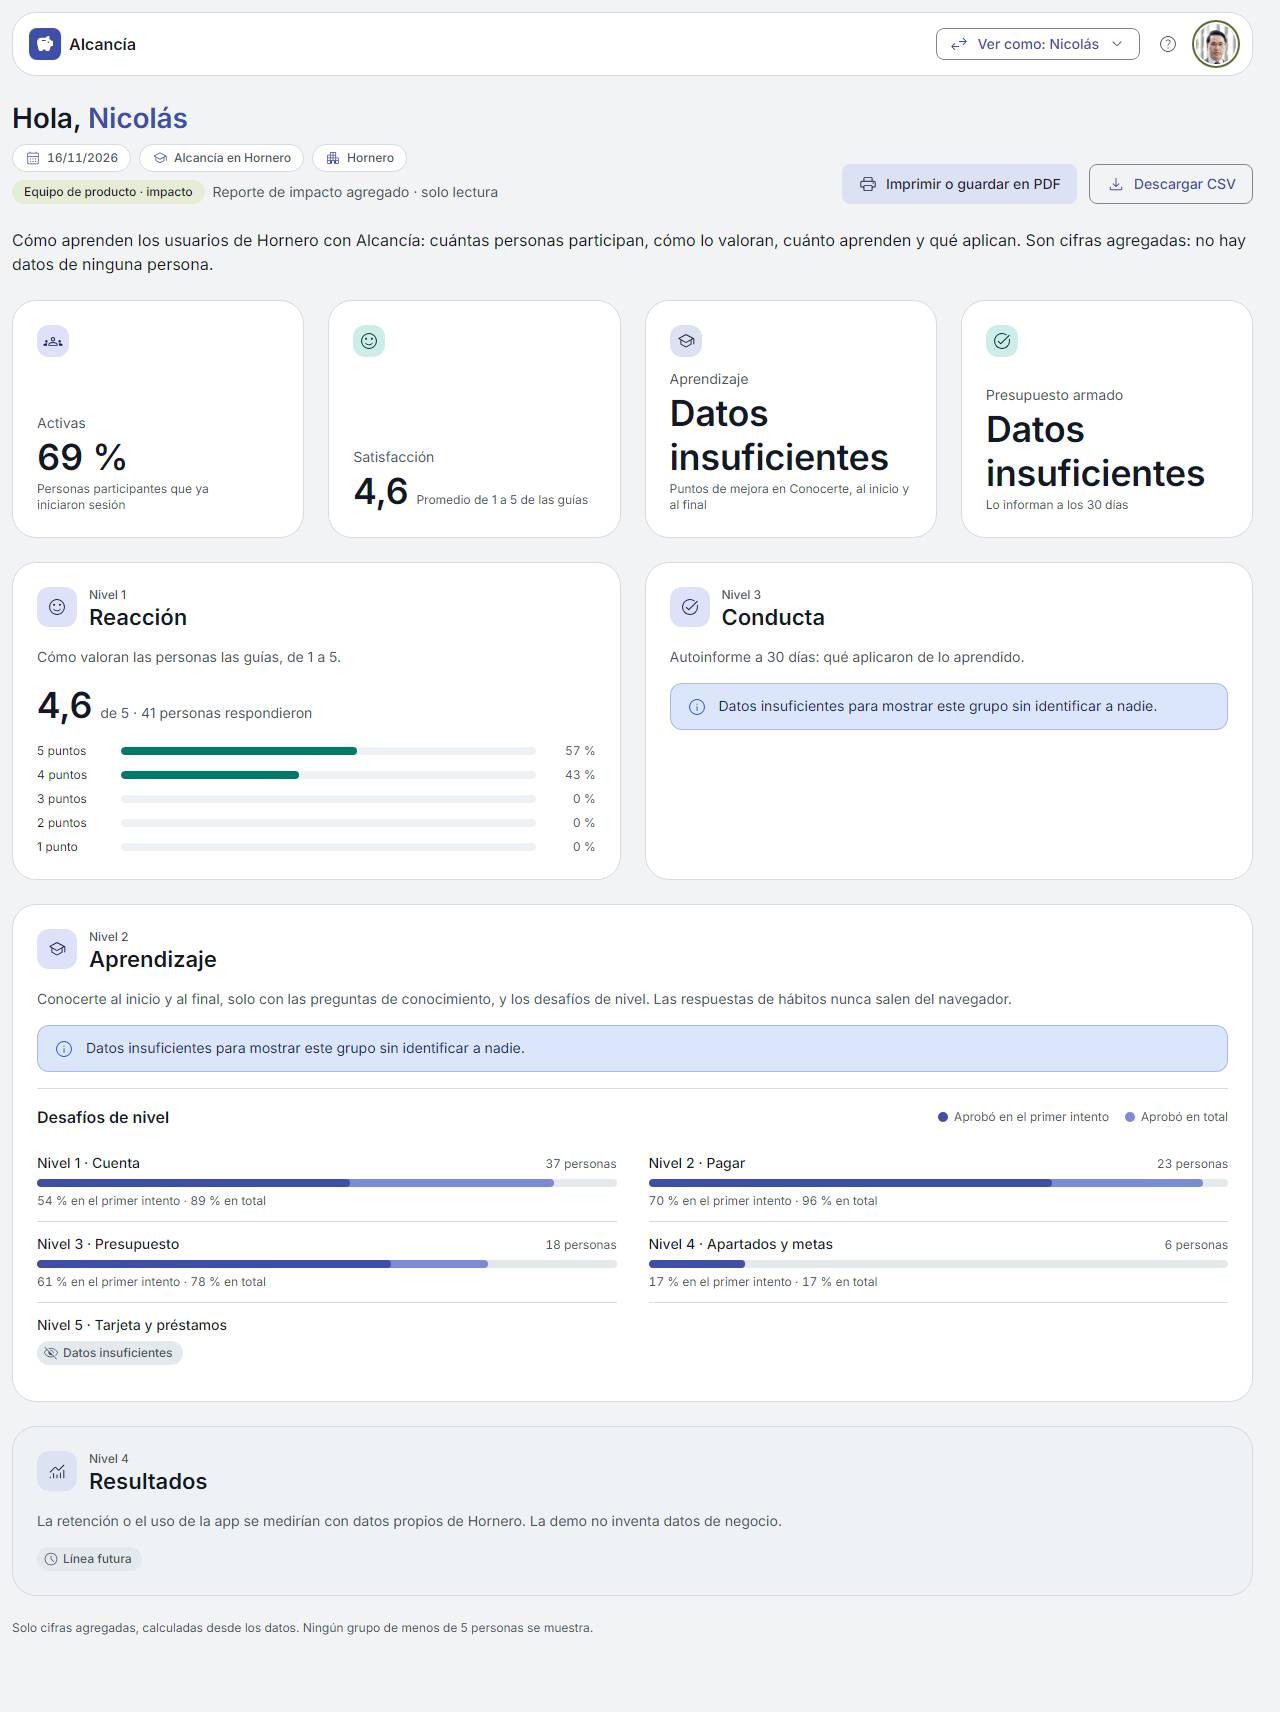 Alcancía
Ver como: Nicolás
Hola, Nicolás
16/11/2026
Alcancía en Hornero
Hornero
Equipo de producto · impacto
Reporte de impacto agregado · solo lectura
Imprimir o guardar en PDF
Descargar CSV
Cómo aprenden los usuarios de Hornero con Alcancía: cuántas personas participan, cómo lo valoran, cuánto aprenden y qué aplican. Son cifras agregadas: no hay
datos de ninguna persona.
Activas
69 %
Personas participantes que ya
iniciaron sesión
Satisfacción
4,6 Promedio de 1 a 5 de las guías
Aprendizaje
Datos
insuficientes
Puntos de mejora en Conocerte, al inicio y
al final
Presupuesto armado
Datos
insuficientes
Lo informan a los 30 días
Nivel 1
Reacción
Cómo valoran las personas las guías, de 1 a 5.
4,6 de 5 · 41 personas respondieron
5 puntos 57 %
4 puntos 43 %
3 puntos 0 %
2 puntos 0 %
1 punto 0 %
Nivel 3
Conducta
Autoinforme a 30 días: qué aplicaron de lo aprendido.
Datos insuficientes para mostrar este grupo sin identificar a nadie.
Nivel 2
Aprendizaje
Conocerte al inicio y al final, solo con las preguntas de conocimiento, y los desafíos de nivel. Las respuestas de hábitos nunca salen del navegador.
Datos insuficientes para mostrar este grupo sin identificar a nadie.
Desafíos de nivel
Aprobó en el primer intento
Aprobó en total
Nivel 1 · Cuenta 37 personas
54 % en el primer intento · 89 % en total
Nivel 2 · Pagar 23 personas
70 % en el primer intento · 96 % en total
Nivel 3 · Presupuesto 18 personas
61 % en el primer intento · 78 % en total
Nivel 4 · Apartados y metas 6 personas
17 % en el primer intento · 17 % en total
Nivel 5 · Tarjeta y préstamos
Datos insuficientes
Nivel 4
Resultados
La retención o el uso de la app se medirían con datos propios de Hornero. La demo no inventa datos de negocio.
Línea futura
Solo cifras agregadas, calculadas desde los datos. Ningún grupo de menos de 5 personas se muestra.